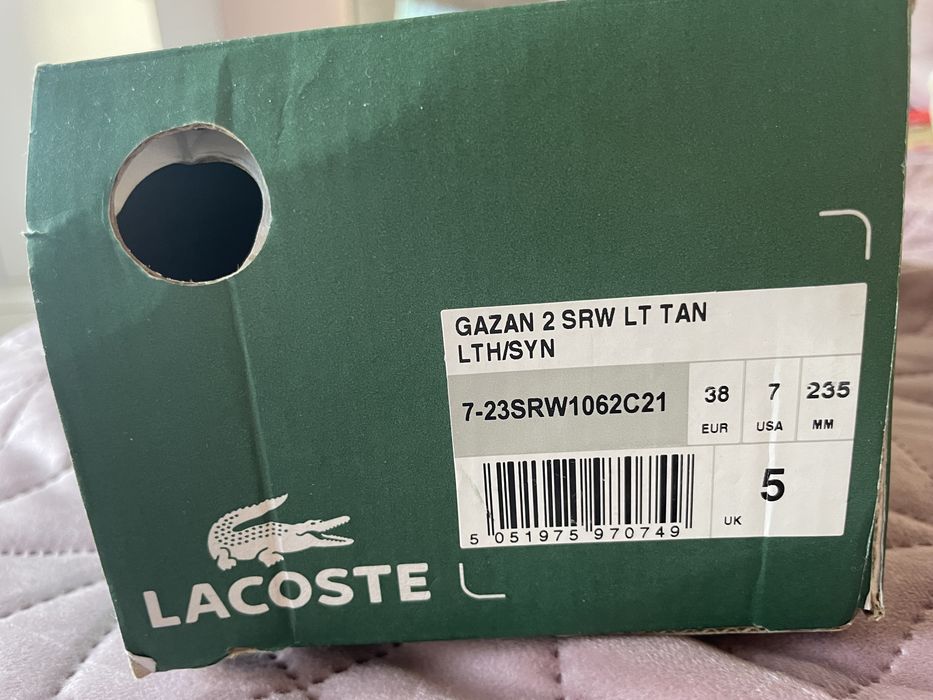 GAZAN 2 SRW LT TAN
LTH/SYN
7-23SRW1062C21
38
EUR
7
USA
235
MM
5 051975 970749
UK
5
LACOSTE